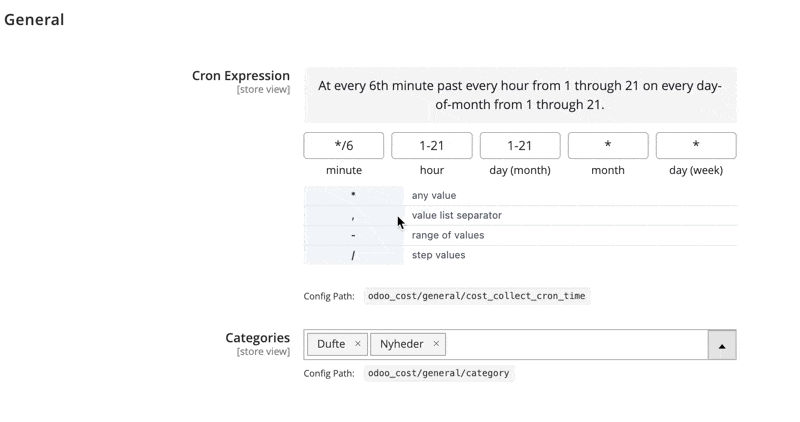 General
Cron Expression
[store view]
At every 6th minute past every hour from 1 through 21 on every day-
of-month from 1 through 21.
*/6 1-21 1-21 * *
minute hour day (month) month day (week)
* any value
, value list separator
- range of values
/ step values
Config Path: odoo_cost/general/cost_collect_cron_time
Categories
[store view]
Dufte × Nyheder ×
Config Path: odoo_cost/general/category